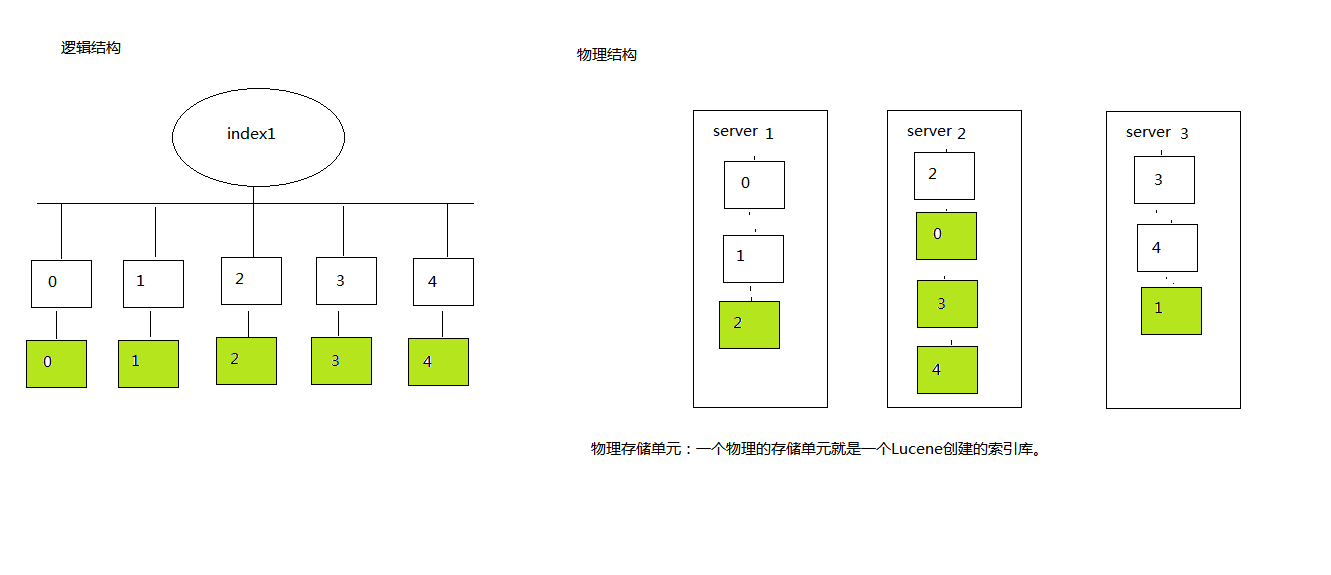 逻辑结构
index1
0 1 2 3 4
0 1 2 3 4
物理结构
server 1
0
1
2
server 2
2
0
3
4
server 3
3
4
1
物理存储单元：一个物理的存储单元就是一个Lucene创建的索引库。